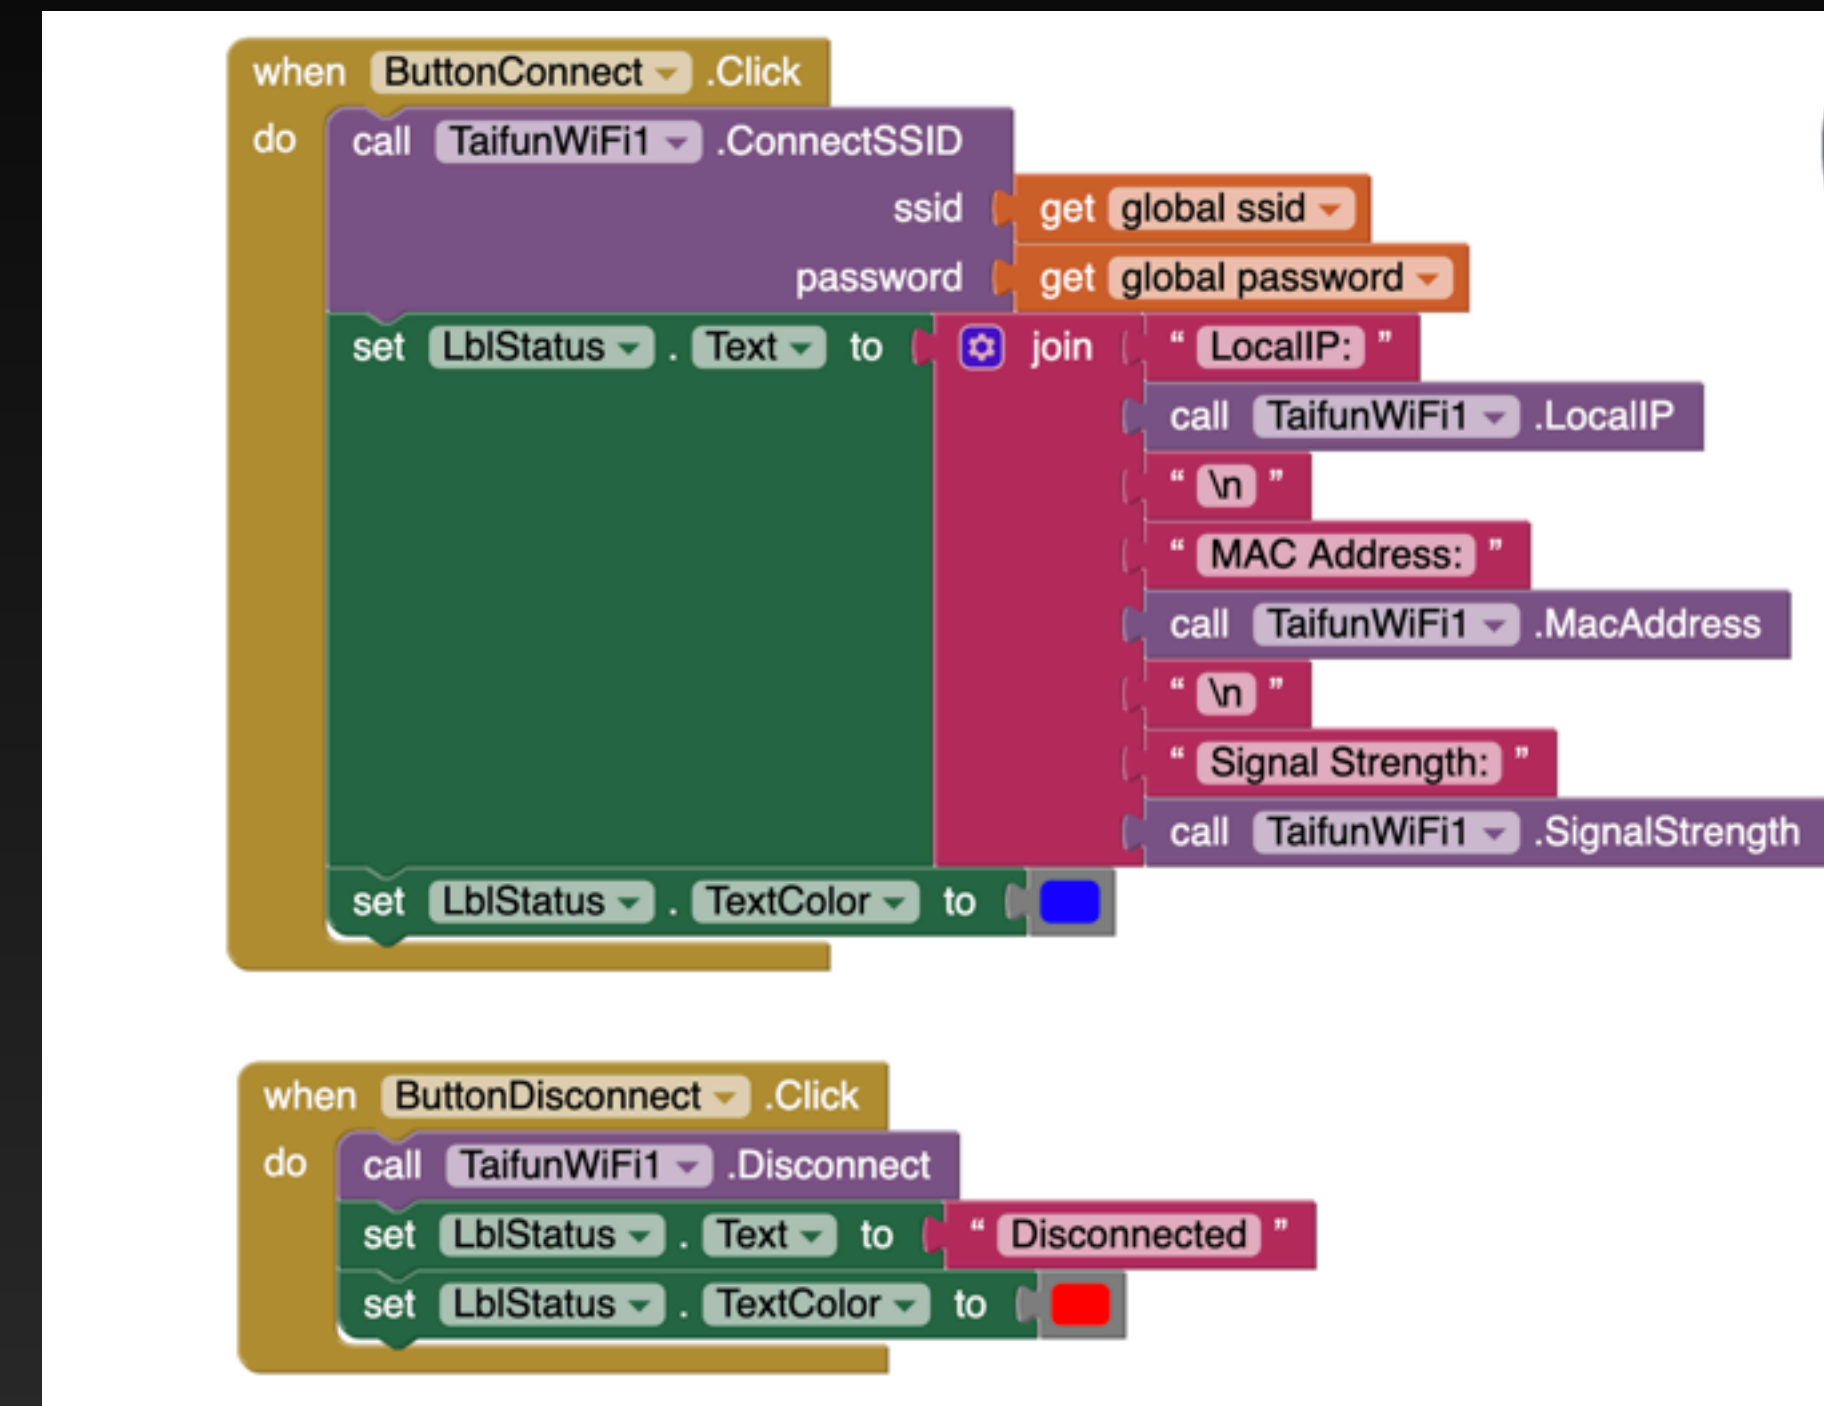 when ButtonConnect .Click
do call TaifunWiFi1 .ConnectSSID
ssid get global ssid
password get global password
set LblStatus . Text to join “ LocalIP: ”
call TaifunWiFi1 .LocalIP
“ \n ”
“ MAC Address: ”
call TaifunWiFi1 .MacAddress
“ \n ”
“ Signal Strength: ”
call TaifunWiFi1 .SignalStrength
set LblStatus . TextColor to
when ButtonDisconnect .Click
do call TaifunWiFi1 .Disconnect
set LblStatus . Text to “ Disconnected ”
set LblStatus . TextColor to